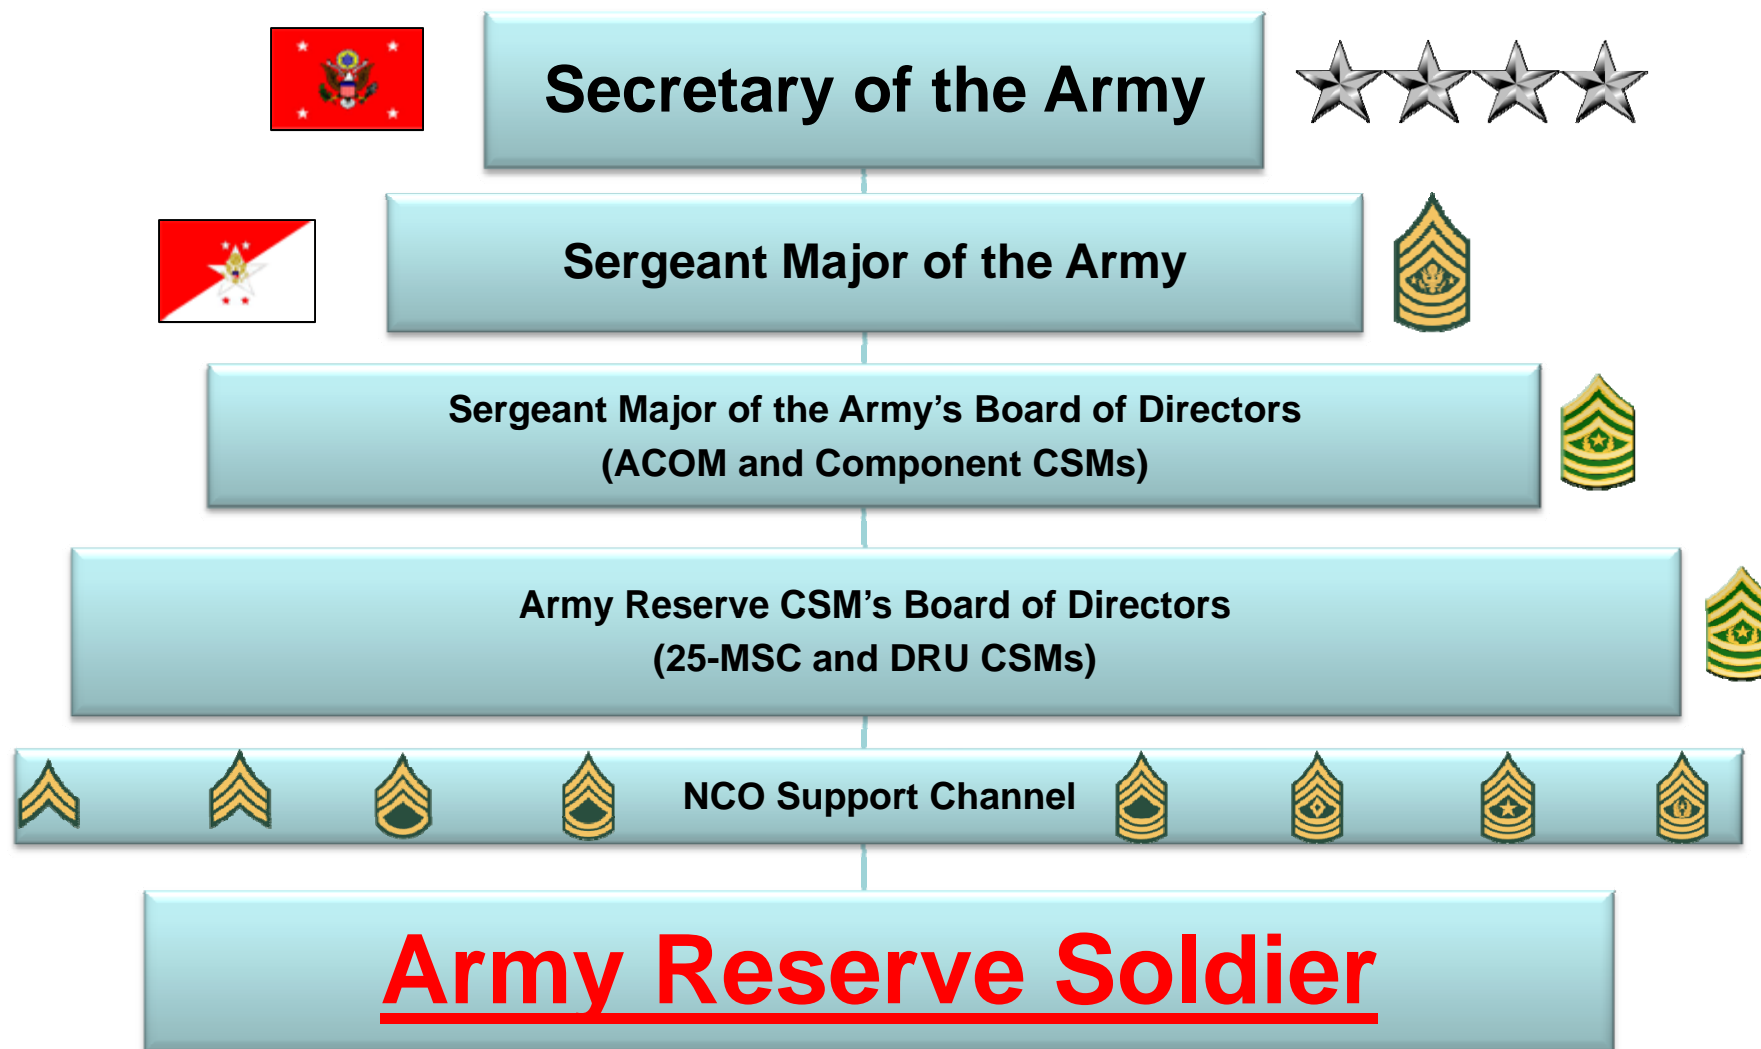 Secretary of the Army
Sergeant Major of the Army
Sergeant Major of the Army’s Board of Directors
(ACOM and Component CSMs)
Army Reserve CSM’s Board of Directors
(25-MSC and DRU CSMs)
NCO Support Channel
Army Reserve Soldier